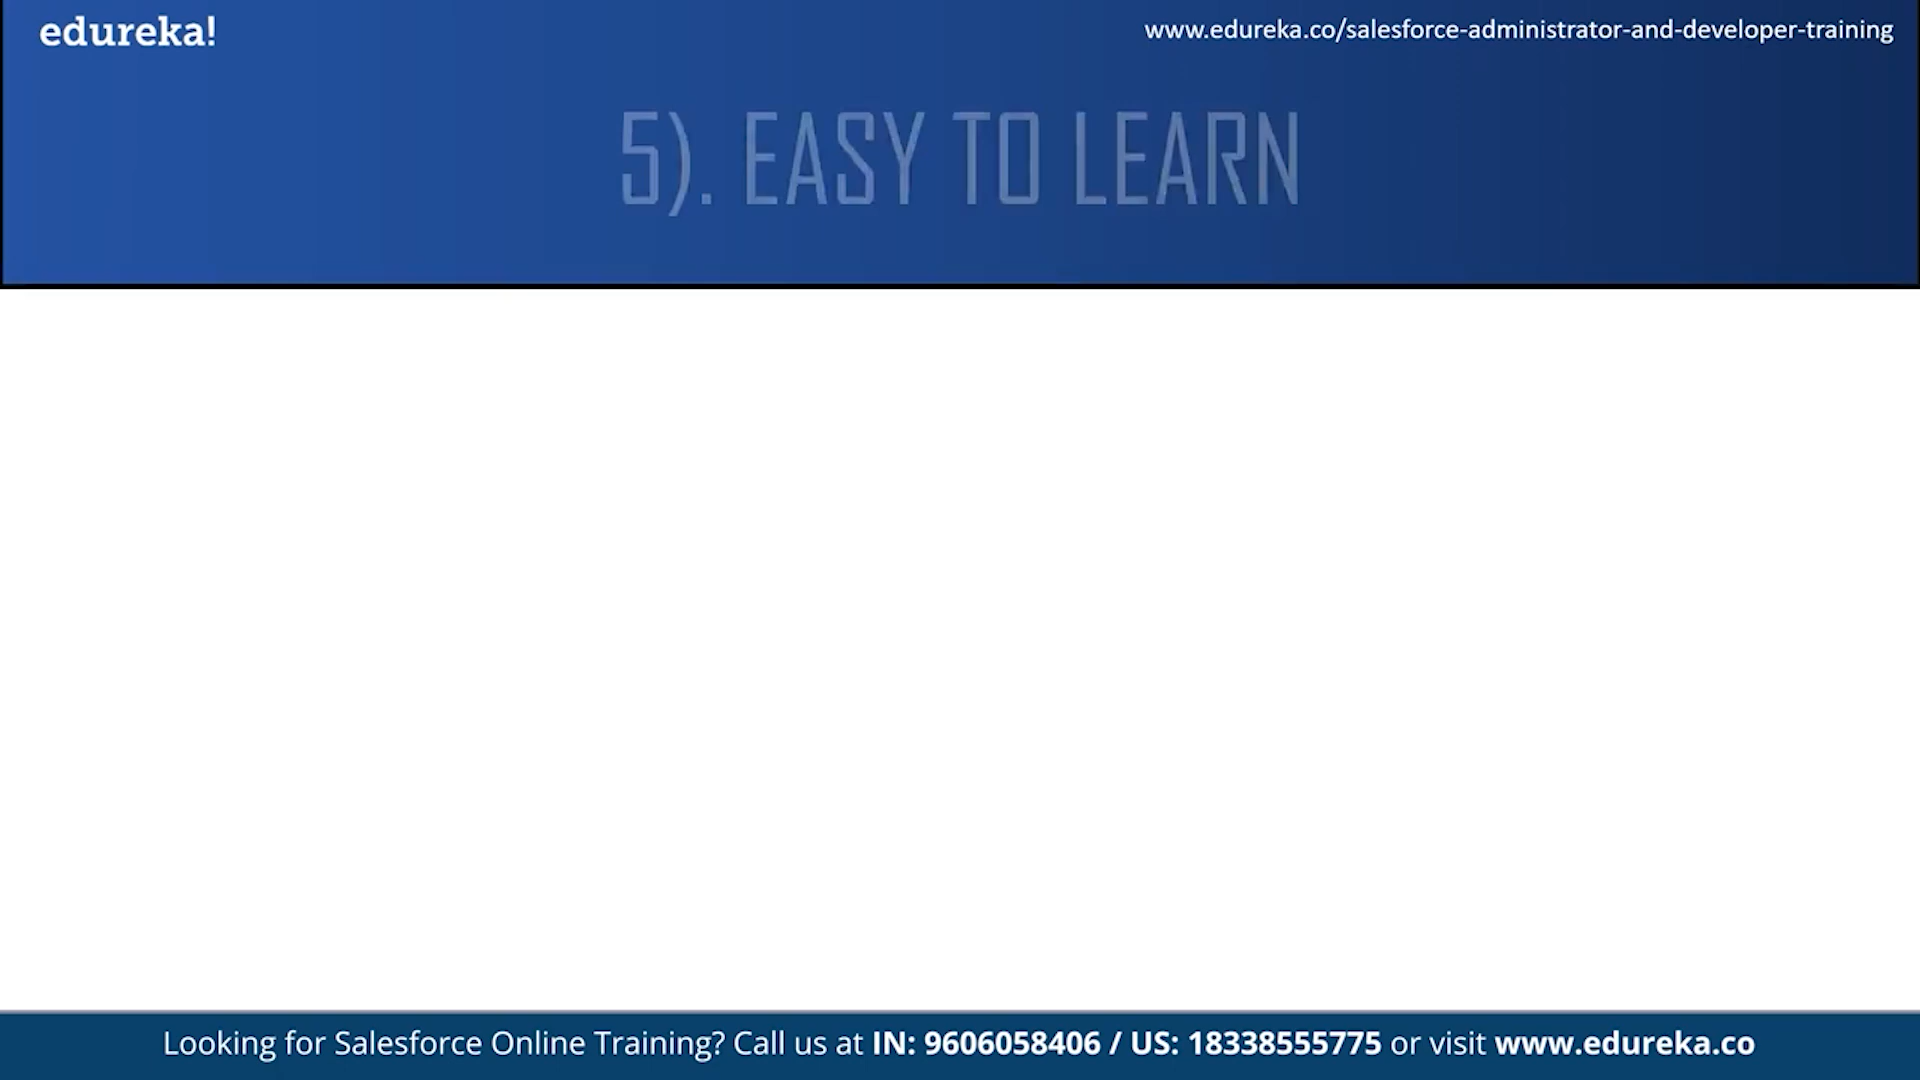 edureka!
www.edureka.co/salesforce-administrator-and-developer-training
5). EASY TO LEARN
Looking for Salesforce Online Training? Call us at IN: 9606058406 / US: 18338555775 or visit www.edureka.co